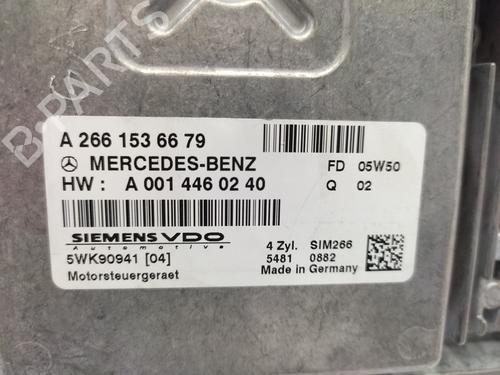 B-PARTS
A 266 153 66 79
MERCEDES-BENZ FD 05W50
HW : A 001 446 02 40 Q 02
SIEMENS VDO
Automotive
4 Zyl. SIM266
5WK90941 [04] 5481 0882
Motorsteuergeraet Made in Germany